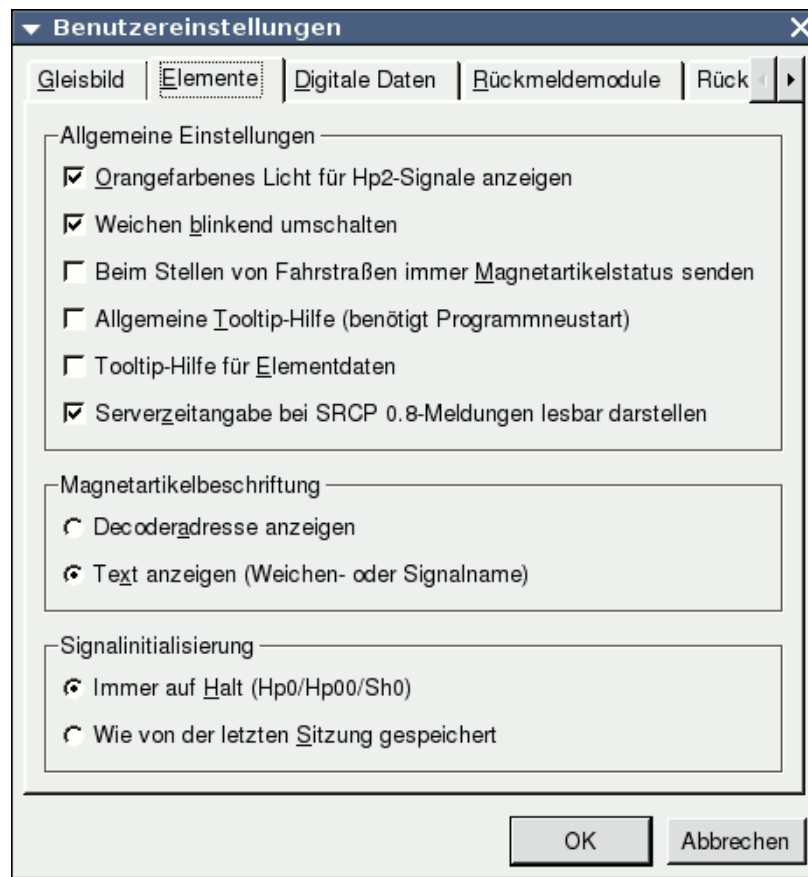 Benutzereinstellungen
Gleisbild Elemente Digitale Daten Rückmeldemodule Rück
Allgemeine Einstellungen
Orangefarbenes Licht für Hp2-Signale anzeigen
Weichen blinkend umschalten
Beim Stellen von Fahrstraßen immer Magnetartikelstatus senden
Allgemeine Tooltip-Hilfe (benötigt Programmneustart)
Tooltip-Hilfe für Elementdaten
Serverzeitangabe bei SRCP 0.8-Meldungen lesbar darstellen
Magnetartikelbeschriftung
Decoderadresse anzeigen
Text anzeigen (Weichen- oder Signalname)
Signalinitialisierung
Immer auf Halt (Hp0/Hp00/Sh0)
Wie von der letzten Sitzung gespeichert
OK Abbrechen